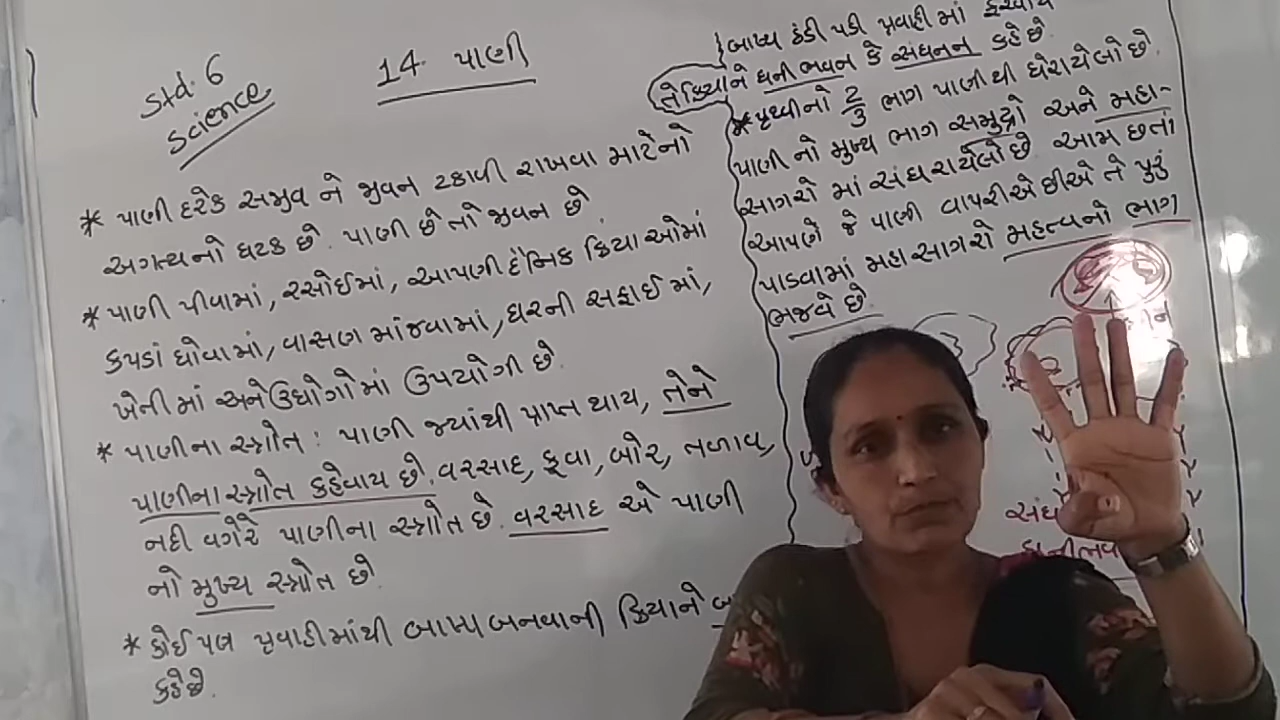 Std. 6
Science
14. પાણી
* પાણી દરેક સજીવ ને જીવન ટકાવી રાખવા માટેનો
અગત્યનો ઘટક છે. પાણી છે તો જીવન છે
* પાણી પીવામાં, રસોઈમાં, આપણી દૈનિક ક્રિયાઓમાં
કપડાં ધોવામાં, વાસણ માંજવામાં, ઘરની સફાઈ માં,
ખેતીમાં અને ઉદ્યોગોમાં ઉપયોગી છે.
* પાણીના સ્ત્રોત : પાણી જ્યાંથી પ્રાપ્ત થાય, તેને
પાણીના સ્ત્રોત કહેવાય છે. વરસાદ, કૂવા, બોર, તળાવ,
નદી વગેરે પાણીના સ્ત્રોત છે. વરસાદ એ પાણી
નો મુખ્ય સ્ત્રોત છે.
* કોઈ પણ પ્રવાહીમાંથી બાષ્પ બનવાની ક્રિયાને
કહે છે.
બાષ્પ ઠંડી પડી પ્રવાહી માં
તે ક્રિયાને ઘની ભવન કે સંઘનન કહે છે.
* પૃથ્વીનો 2/3 ભાગ પાણી થી ઘેરાયેલો છે.
પાણી નો મુખ્ય ભાગ સમુદ્રો અને મહા-
સાગરો માં સંઘરાયેલો છે. આમ છતાં
આપણે જે પાણી વાપરીએ છીએ તે પુરું
પાડવામાં મહાસાગરો મહત્વનો ભાગ
ભજવે છે.